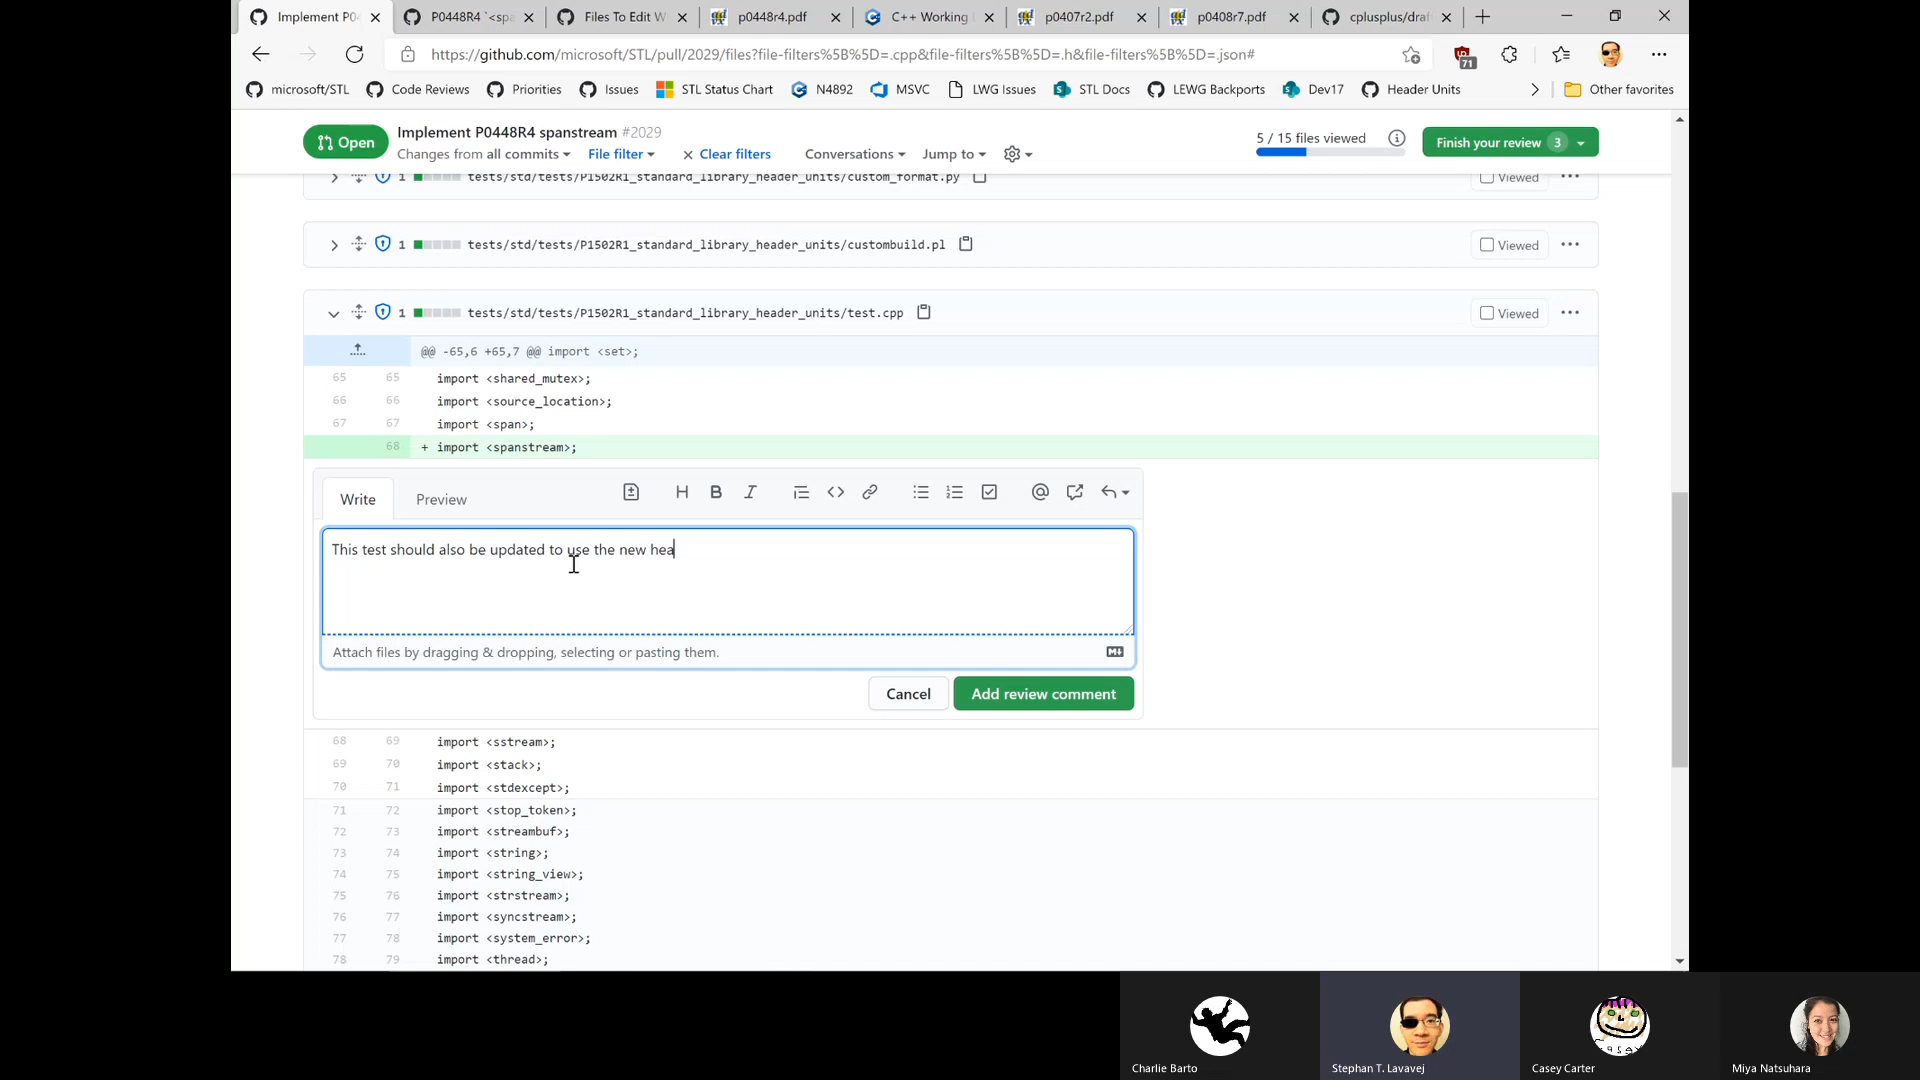 Implement P0
P0448R4 `<spa
Files To Edit W
p0448r4.pdf
C++ Working
p0407r2.pdf
p0408r7.pdf
cplusplus/draf
https://github.com/microsoft/STL/pull/2029/files?file-filters%5B%5D=.cpp&file-filters%5B%5D=.h&file-filters%5B%5D=.json#
71
microsoft/STL
Code Reviews
Priorities
Issues
STL Status Chart
N4892
MSVC
LWG Issues
STL Docs
LEWG Backports
Dev17
Header Units
Other favorites
Open
Implement P0448R4 spanstream #2029
Changes from all commits
File filter
Clear filters
Conversations
Jump to
5 / 15 files viewed
Finish your review 3
1 tests/std/tests/P1502R1_standard_library_header_units/custom_format.py
Viewed
1 tests/std/tests/P1502R1_standard_library_header_units/custombuild.pl
Viewed
1 tests/std/tests/P1502R1_standard_library_header_units/test.cpp
Viewed
@@ -65,6 +65,7 @@ import <set>;
65 65 import <shared_mutex>;
66 66 import <source_location>;
67 67 import <span>;
68 + import <spanstream>;
Write
Preview
This test should also be updated to use the new hea
Attach files by dragging & dropping, selecting or pasting them.
Cancel
Add review comment
68 69 import <sstream>;
69 70 import <stack>;
70 71 import <stdexcept>;
71 72 import <stop_token>;
72 73 import <streambuf>;
73 74 import <string>;
74 75 import <string_view>;
75 76 import <strstream>;
76 77 import <syncstream>;
77 78 import <system_error>;
78 79 import <thread>;
Charlie Barto
Stephan T. Lavavej
Casey Carter
Miya Natsuhara